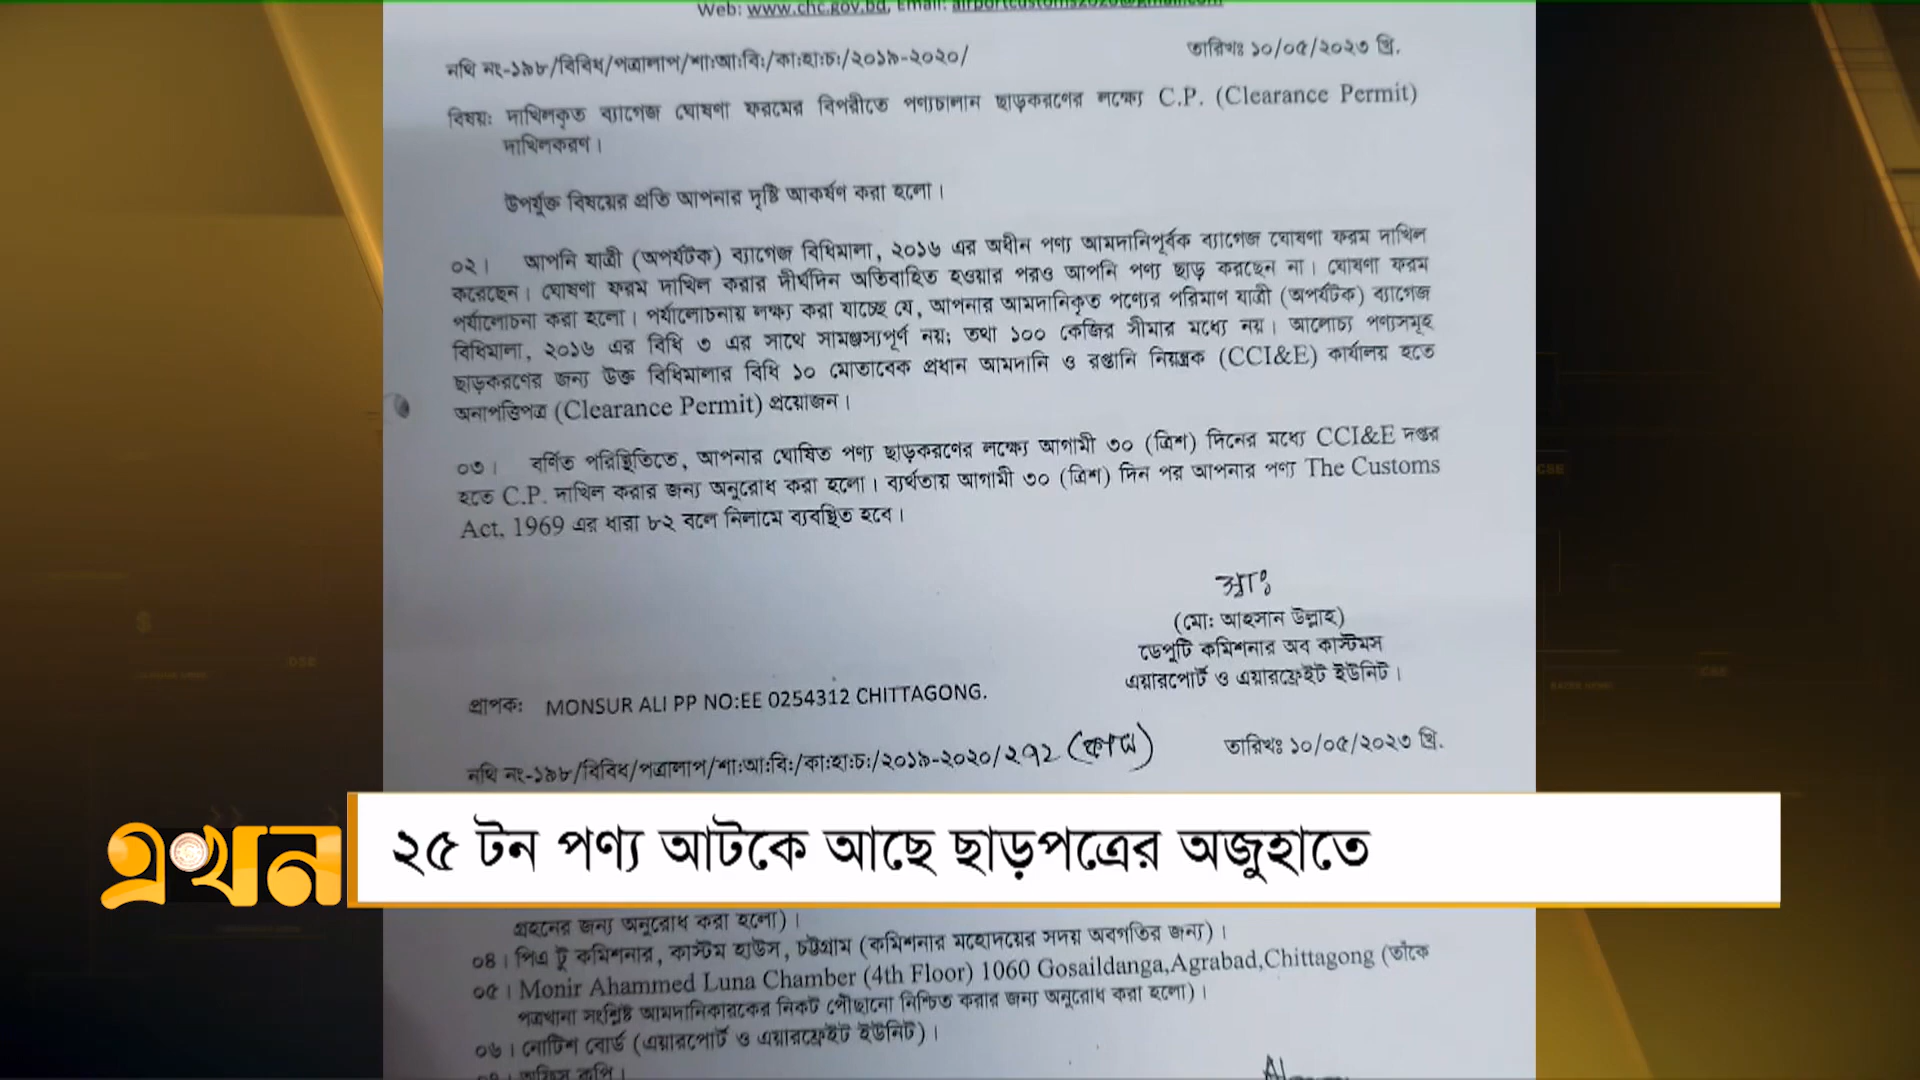 Web: www.chc.gov.bd, Email: airportcustoms2020@gmail.com
নথি নং-১৯৮/বিবিধ/পত্রালাপ/শা:আ:বি:/কা:হা:চ:/২০১৯-২০২০/
তারিখঃ ১০/০৫/২০২৩ খ্রি.
বিষয়: দাখিলকৃত ব্যাগেজ ঘোষণা ফরমের বিপরীতে পণ্যচালান ছাড়করণের লক্ষ্যে C.P. (Clearance Permit)
দাখিলকরণ।
উপর্যুক্ত বিষয়ের প্রতি আপনার দৃষ্টি আকর্ষণ করা হলো।
০২। আপনি যাত্রী (অপর্যটক) ব্যাগেজ বিধিমালা, ২০১৬ এর অধীন পণ্য আমদানিপূর্বক ব্যাগেজ ঘোষণা ফরম দাখিল
করেছেন। ঘোষণা ফরম দাখিল করার দীর্ঘদিন অতিবাহিত হওয়ার পরও আপনি পণ্য ছাড় করছেন না। ঘোষণা ফরম
পর্যালোচনা করা হলো। পর্যালোচনায় লক্ষ্য করা যাচ্ছে যে, আপনার আমদানিকৃত পণ্যের পরিমাণ যাত্রী (অপর্যটক) ব্যাগেজ
বিধিমালা, ২০১৬ এর বিধি ৩ এর সাথে সামঞ্জস্যপূর্ণ নয়; তথা ১০০ কেজির সীমার মধ্যে নয়। আলোচ্য পণ্যসমূহ
ছাড়করণের জন্য উক্ত বিধিমালার বিধি ১০ মোতাবেক প্রধান আমদানি ও রপ্তানি নিয়ন্ত্রক (CCI&E) কার্যালয় হতে
অনাপত্তিপত্র (Clearance Permit) প্রয়োজন।
০৩। বর্ণিত পরিস্থিতিতে, আপনার ঘোষিত পণ্য ছাড়করণের লক্ষ্যে আগামী ৩০ (ত্রিশ) দিনের মধ্যে CCI&E দপ্তর
হতে C.P. দাখিল করার জন্য অনুরোধ করা হলো। ব্যর্থতায় আগামী ৩০ (ত্রিশ) দিন পর আপনার পণ্য The Customs
Act, 1969 এর ধারা ৮২ বলে নিলামে ব্যবস্থিত হবে।
স্বাঃ
(মো: আহসান উল্লাহ)
ডেপুটি কমিশনার অব কাস্টমস
এয়ারপোর্ট ও এয়ারফ্রেইট ইউনিট।
প্রাপক: MONSUR ALI PP NO:EE 0254312 CHITTAGONG.
নথি নং-১৯৮/বিবিধ/পত্রালাপ/শা:আ:বি:/কা:হা:চ:/২০১৯-২০২০/২৭২ (কাস)
তারিখঃ ১০/০৫/২০২৩ খ্রি.
এখন
২৫ টন পণ্য আটকে আছে ছাড়পত্রের অজুহাতে
গ্রহনের জন্য অনুরোধ করা হলো)।
০৪। পিএ টু কমিশনার, কাস্টম হাউস, চট্টগ্রাম (কমিশনার মহোদয়ের সদয় অবগতির জন্য)।
০৫। Monir Ahammed Luna Chamber (4th Floor) 1060 Gosaildanga,Agrabad,Chittagong (তাঁকে
পত্রখানা সংশ্লিষ্ট আমদানিকারকের নিকট পৌছানো নিশ্চিত করার জন্য অনুরোধ করা হলো)।
০৬। নোটিশ বোর্ড (এয়ারপোর্ট ও এয়ারফ্রেইট ইউনিট)।
০৭। অফিস কপি।